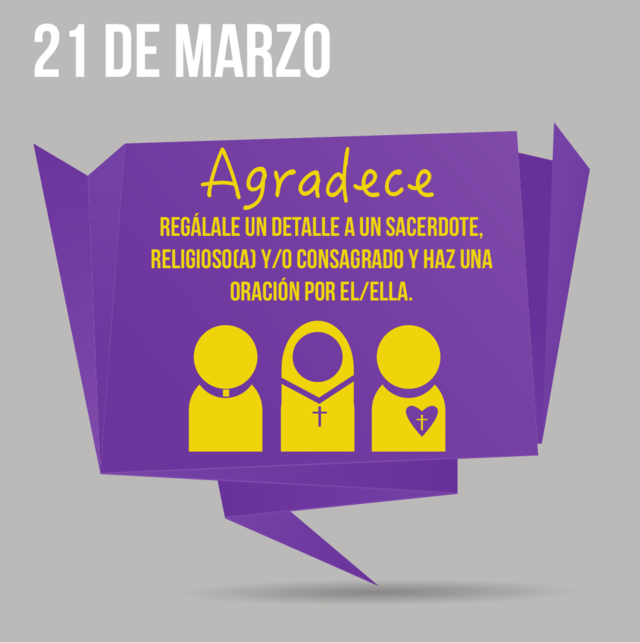 21 DE MARZO
Agradece
REGÁLALE UN DETALLE A UN SACERDOTE,
RELIGIOSO(A) Y/O CONSAGRADO Y HAZ UNA
ORACIÓN POR EL/ELLA.